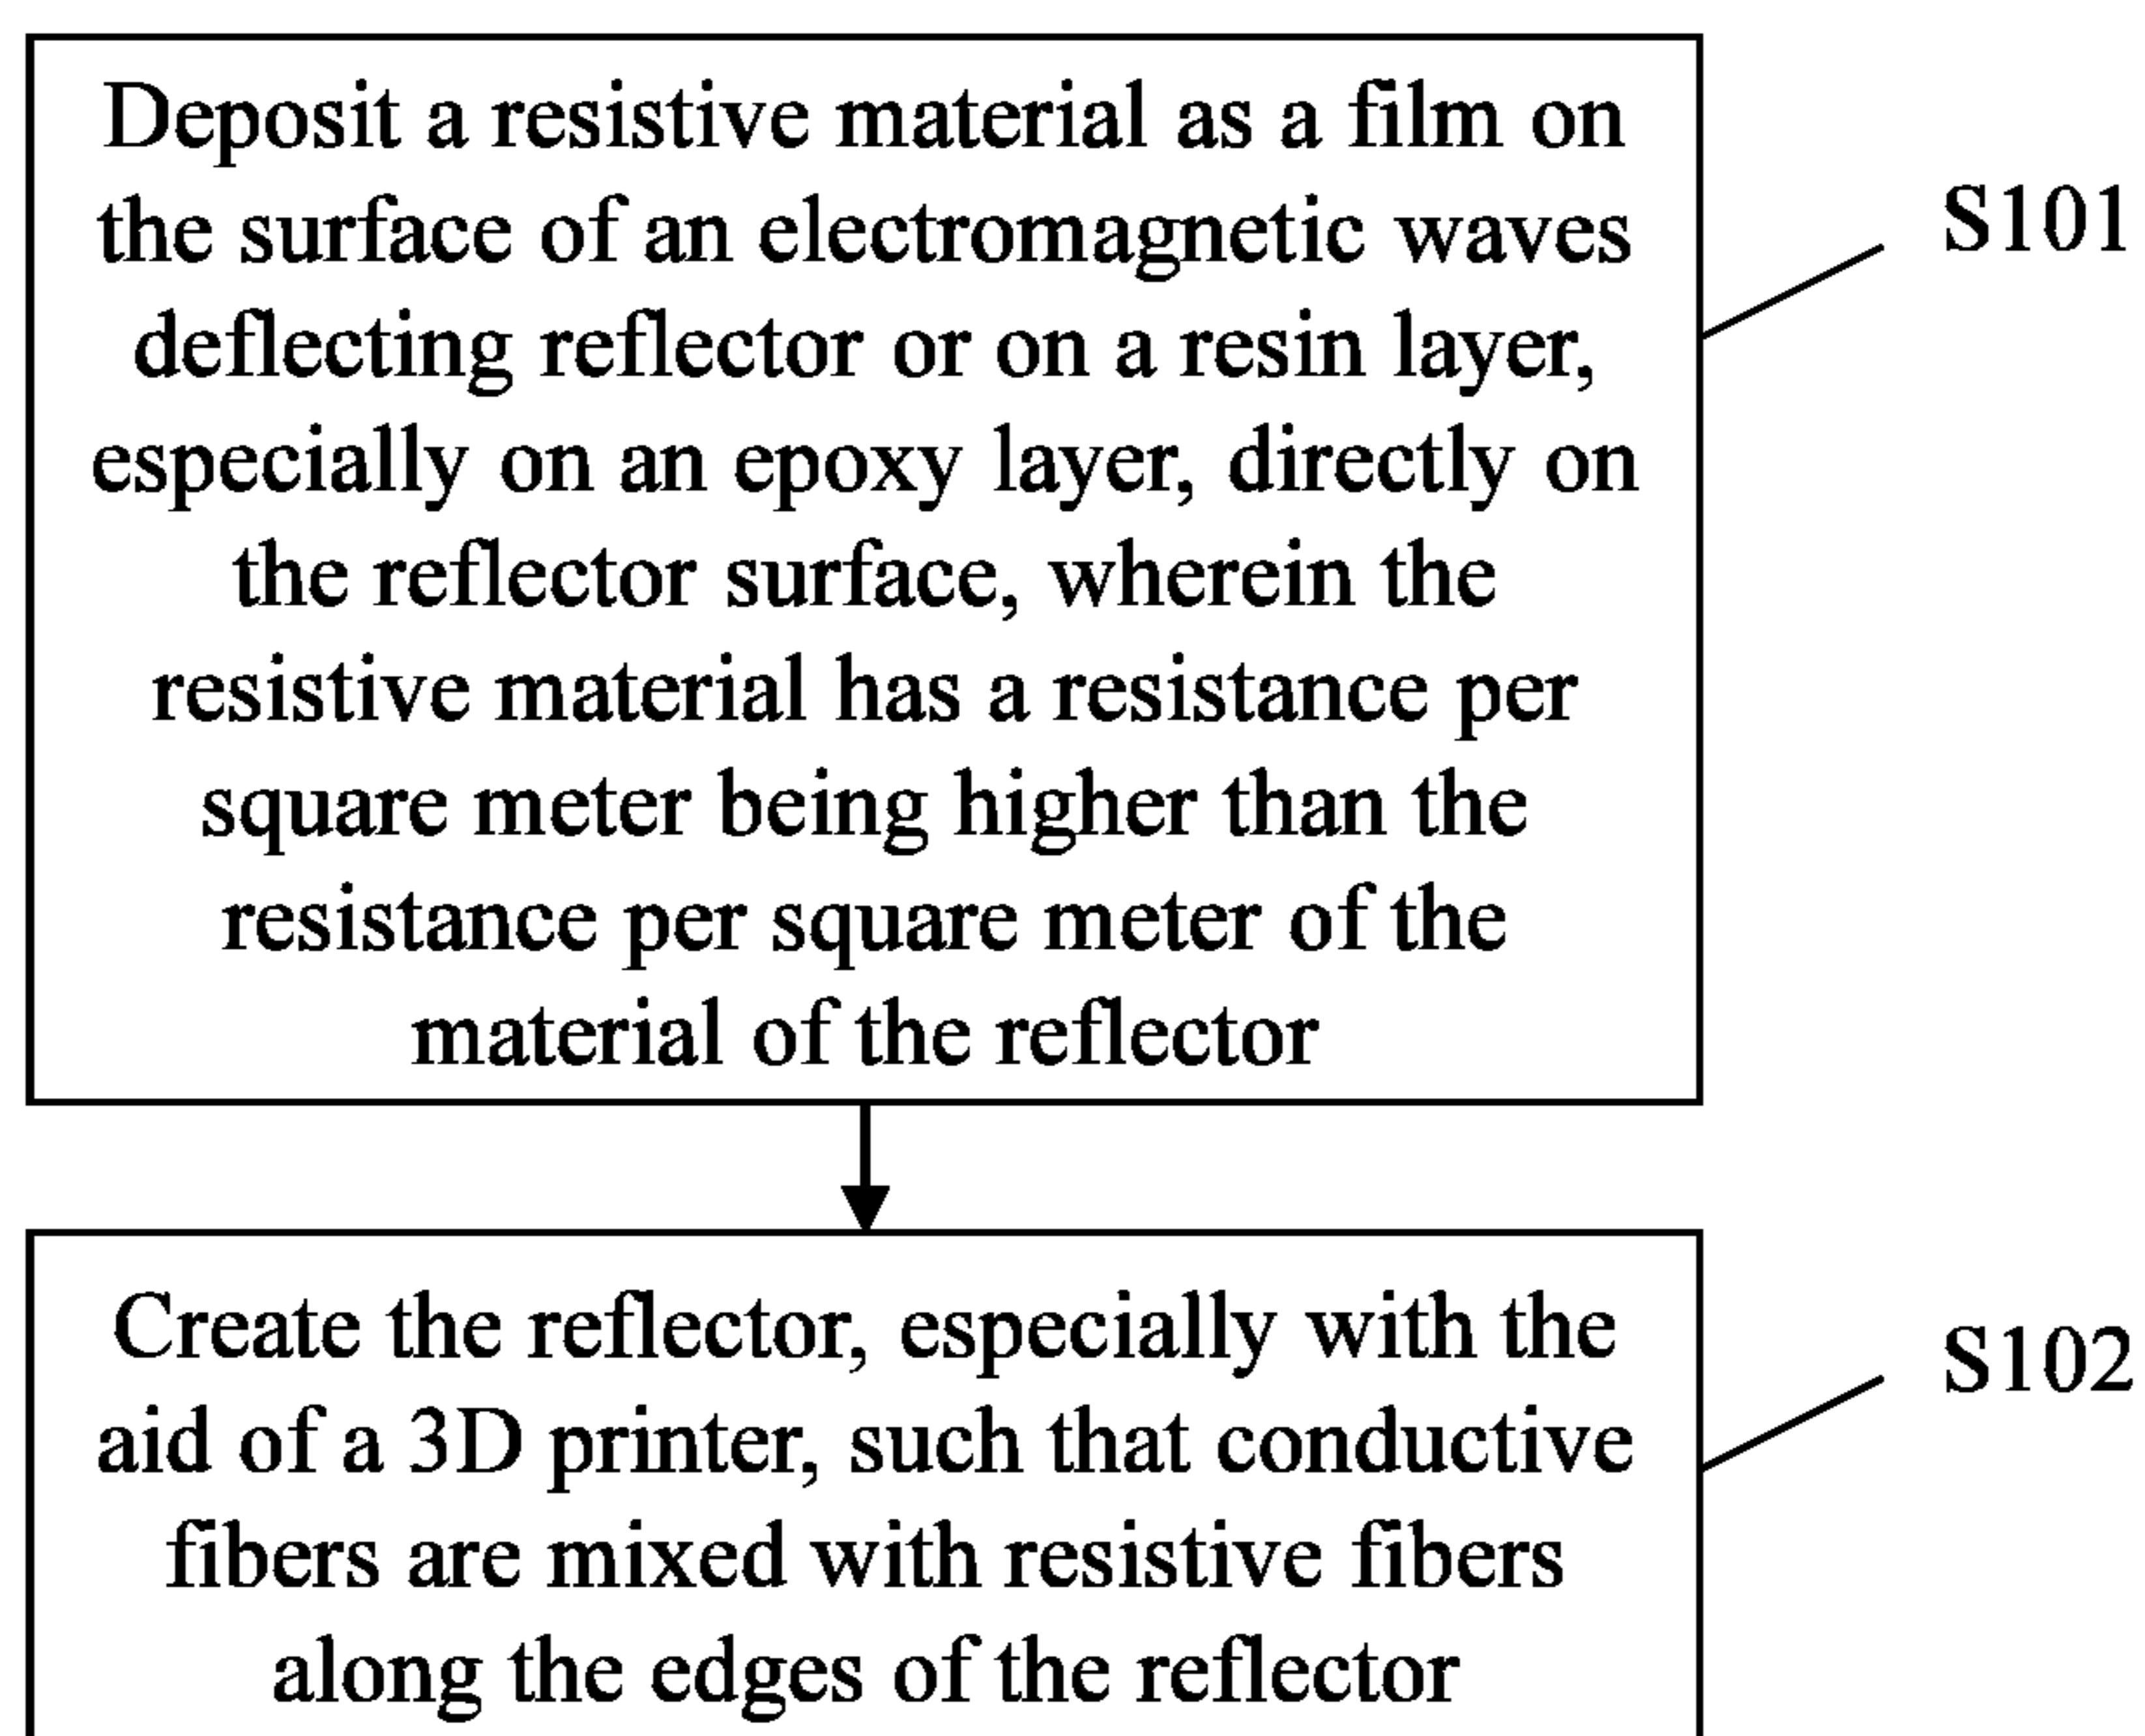 Deposit a resistive material as a film on
the surface of an electromagnetic waves
deflecting reflector or on a resin layer,
especially on an epoxy layer, directly on
the reflector surface, wherein the
resistive material has a resistance per
square meter being higher than the
resistance per square meter of the
material of the reflector
S101
Create the reflector, especially with the
aid of a 3D printer, such that conductive
fibers are mixed with resistive fibers
along the edges of the reflector
S102